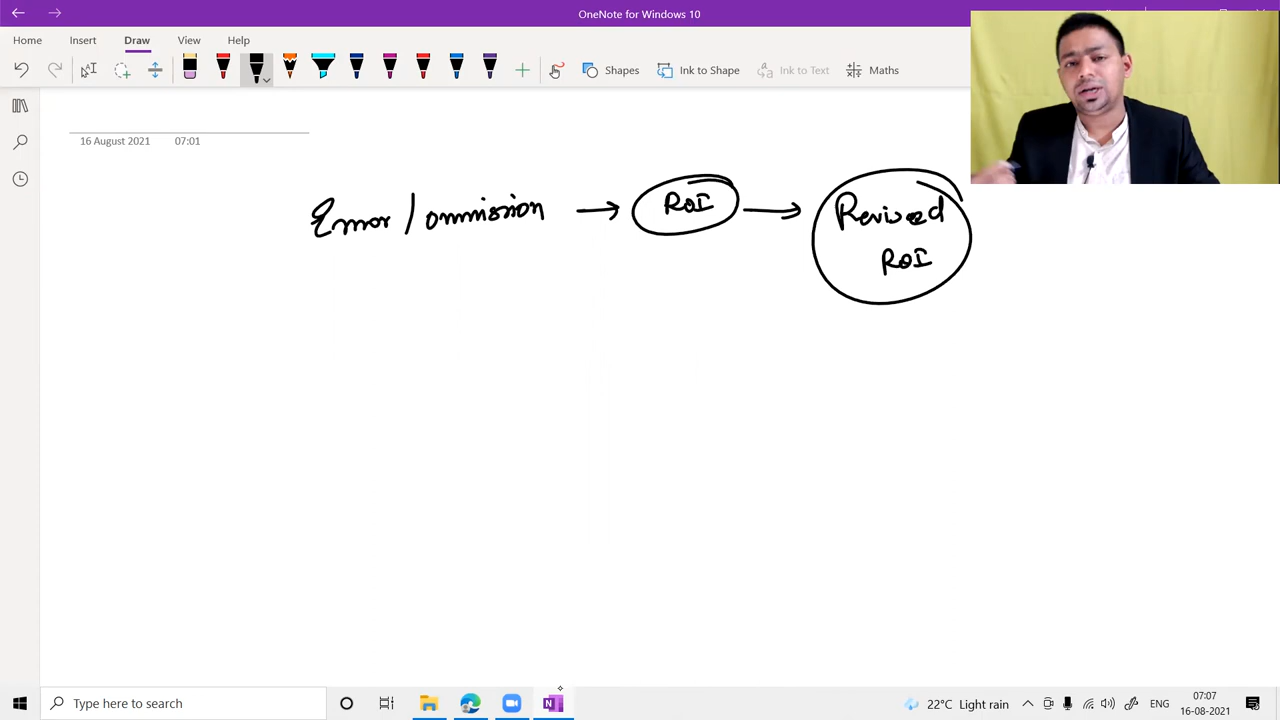 OneNote for Windows 10
Home Insert Draw View Help
Shapes Ink to Shape Ink to Text Maths
16 August 2021 07:01
Error / ommission → ROI → Revised
ROI
Type here to search
22°C Light rain ENG 07:07
16-08-2021